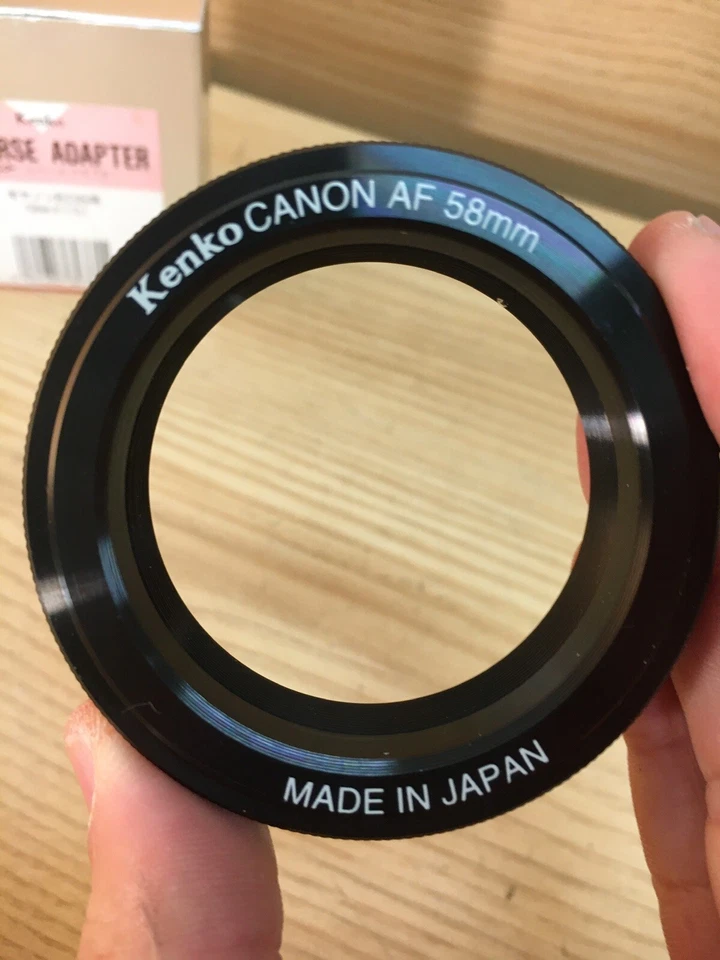 Kenko
RSE ADAPTER
Kenko CANON AF 58mm
MADE IN JAPAN